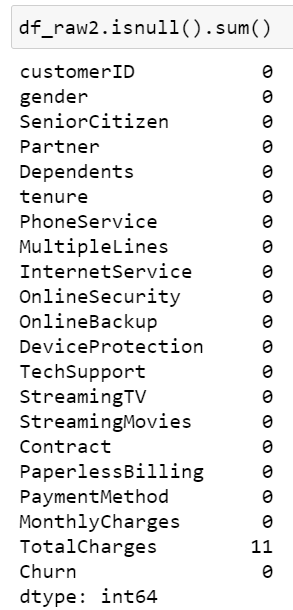 df_raw2.isnull().sum()
customerID 0
gender 0
SeniorCitizen 0
Partner 0
Dependents 0
tenure 0
PhoneService 0
MultipleLines 0
InternetService 0
OnlineSecurity 0
OnlineBackup 0
DeviceProtection 0
TechSupport 0
StreamingTV 0
StreamingMovies 0
Contract 0
PaperlessBilling 0
PaymentMethod 0
MonthlyCharges 0
TotalCharges 11
Churn 0
dtype: int64